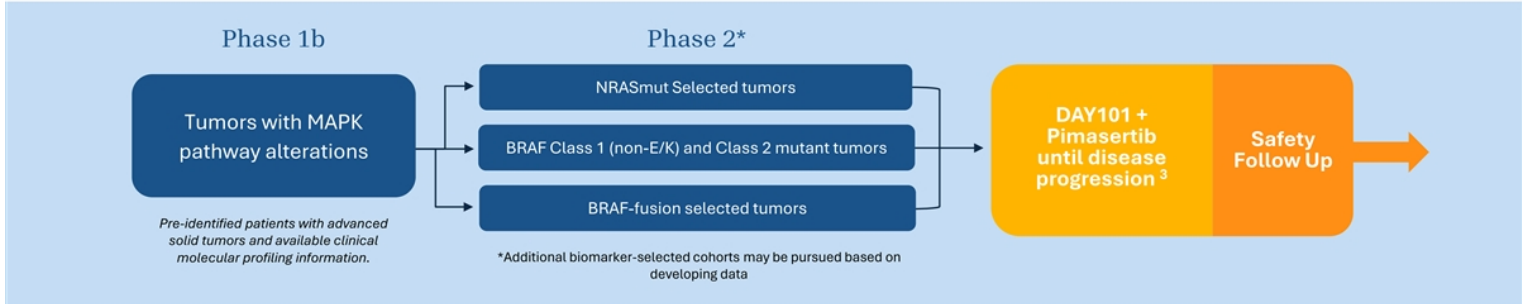 Phase 1b
Tumors with MAPK
pathway alterations
Pre-identified patients with advanced
solid tumors and available clinical
molecular profiling information.
Phase 2*
NRASmut Selected tumors
BRAF Class 1 (non-E/K) and Class 2 mutant tumors
BRAF-fusion selected tumors
*Additional biomarker-selected cohorts may be pursued based on
developing data
DAY101 +
Pimasertib
until disease
progression ³
Safety
Follow Up